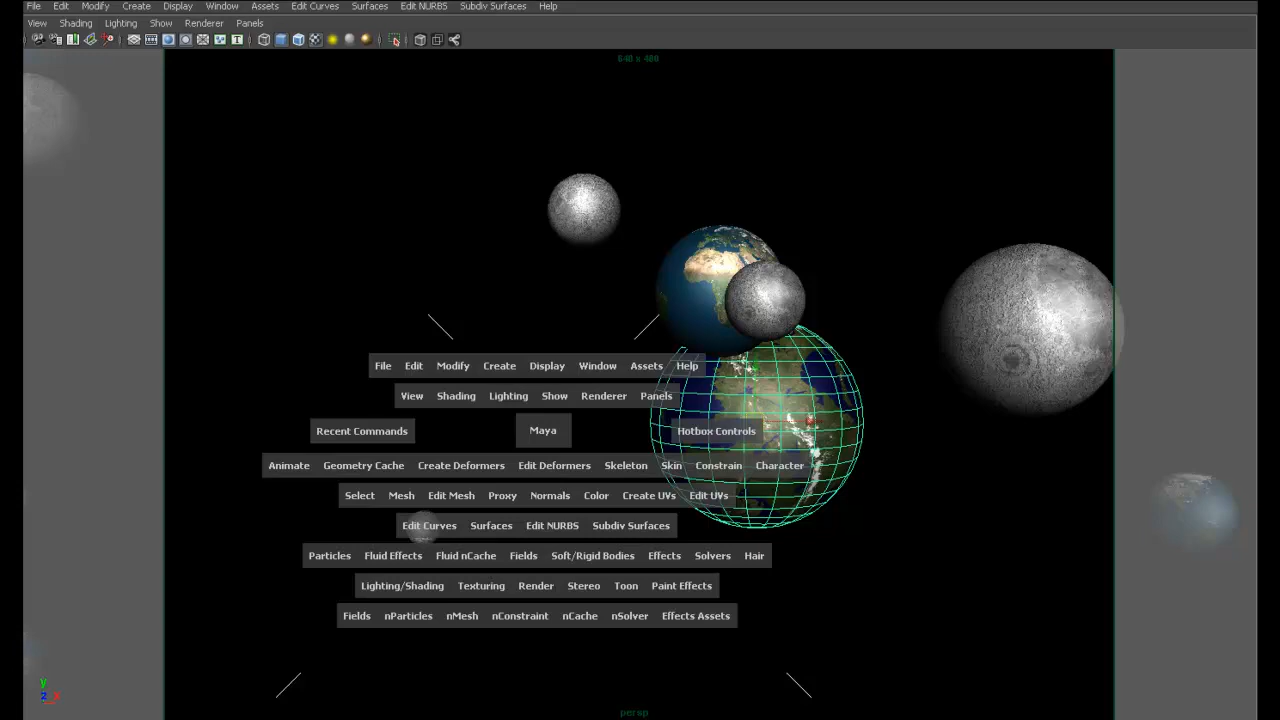 File Edit Modify Create Display Window Assets Edit Curves Surfaces Edit NURBS Subdiv Surfaces Help
View Shading Lighting Show Renderer Panels
T
640 x 480
File Edit Modify Create Display Window Assets Help
View Shading Lighting Show Renderer Panels
Recent Commands Maya Hotbox Controls
Animate Geometry Cache Create Deformers Edit Deformers Skeleton Skin Constrain Character
Select Mesh Edit Mesh Proxy Normals Color Create UVs Edit UVs
Edit Curves Surfaces Edit NURBS Subdiv Surfaces
Particles Fluid Effects Fluid nCache Fields Soft/Rigid Bodies Effects Solvers Hair
Lighting/Shading Texturing Render Stereo Toon Paint Effects
Fields nParticles nMesh nConstraint nCache nSolver Effects Assets
y
z x
persp